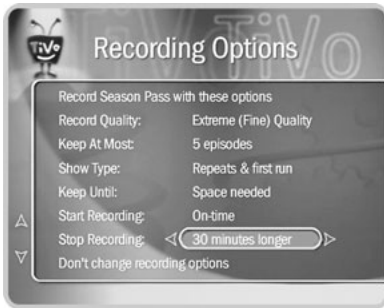 TiVo
Recording Options
Record Season Pass with these options
Record Quality: Extreme (Fine) Quality
Keep At Most: 5 episodes
Show Type: Repeats & first run
Keep Until: Space needed
Start Recording: On-time
Stop Recording: 30 minutes longer
Don't change recording options